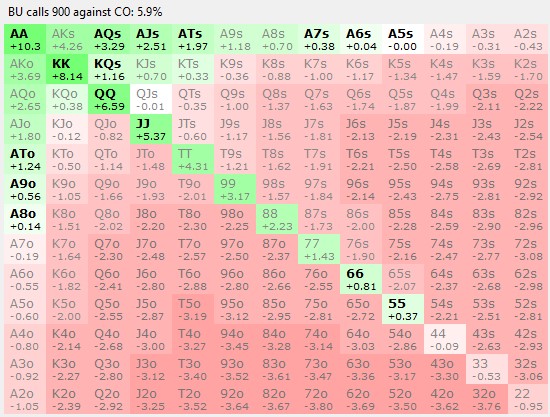 BU calls 900 against CO: 5.9%
AA AKs AQs AJs ATs A9s A8s A7s A6s A5s A4s A3s A2s
+10.3 +4.26 +3.29 +2.51 +1.97 +1.18 +0.70 +0.38 +0.04 -0.00 -0.19 -0.31 -0.43
AKo KK KQs KJs KTs K9s K8s K7s K6s K5s K4s K3s K2s
+3.69 +8.14 +1.16 +0.70 +0.33 -0.36 -0.88 -1.00 -1.17 -1.34 -1.47 -1.59 -1.70
AQo KQo QQ QJs QTs Q9s Q8s Q7s Q6s Q5s Q4s Q3s Q2s
+2.65 +0.38 +6.59 -0.01 -0.35 -1.00 -1.37 -1.63 -1.74 -1.87 -1.99 -2.11 -2.22
AJo KJo QJo JJ JTs J9s J8s J7s J6s J5s J4s J3s J2s
+1.80 -0.12 -0.82 +5.37 -0.60 -1.17 -1.56 -1.81 -2.13 -2.19 -2.31 -2.43 -2.54
ATo KTo QTo JTo TT T9s T8s T7s T6s T5s T4s T3s T2s
+1.24 -0.50 -1.14 -1.48 +4.31 -1.21 -1.62 -1.91 -2.21 -2.50 -2.58 -2.69 -2.81
A9o K9o Q9o J9o T9o 99 98s 97s 96s 95s 94s 93s 92s
+0.56 -1.05 -1.66 -1.93 -2.01 +3.17 -1.57 -1.84 -2.14 -2.43 -2.74 -2.82 -2.92
A8o K8o Q8o J8o T8o 98o 88 87s 86s 85s 84s 83s 82s
+0.14 -1.51 -2.02 -2.20 -2.30 -2.25 +2.23 -1.73 -2.00 -2.28 -2.59 -2.90 -2.96
A7o K7o Q7o J7o T7o 97o 87o 77 76s 75s 74s 73s 72s
-0.19 -1.64 -2.30 -2.48 -2.57 -2.50 -2.37 +1.43 -1.90 -2.16 -2.47 -2.77 -3.08
A6o K6o Q6o J6o T6o 96o 86o 76o 66 65s 64s 63s 62s
-0.55 -1.82 -2.41 -2.80 -2.88 -2.80 -2.66 -2.55 +0.81 -2.07 -2.37 -2.68 -2.98
A5o K5o Q5o J5o T5o 95o 85o 75o 65o 55 54s 53s 52s
-0.60 -2.00 -2.55 -2.87 -3.19 -3.12 -2.95 -2.81 -2.72 +0.37 -2.21 -2.51 -2.81
A4o K4o Q4o J4o T4o 94o 84o 74o 64o 54o 44 43s 42s
-0.80 -2.14 -2.68 -3.00 -3.27 -3.45 -3.28 -3.14 -3.03 -2.86 -0.09 -2.63 -2.93
A3o K3o Q3o J3o T3o 93o 83o 73o 63o 53o 43o 33 32s
-0.92 -2.27 -2.80 -3.12 -3.40 -3.52 -3.61 -3.47 -3.36 -3.17 -3.30 -0.53 -3.06
A2o K2o Q2o J2o T2o 92o 82o 72o 62o 52o 42o 32o 22
-1.05 -2.39 -2.92 -3.25 -3.52 -3.64 -3.67 -3.80 -3.69 -3.50 -3.62 -3.76 -0.95